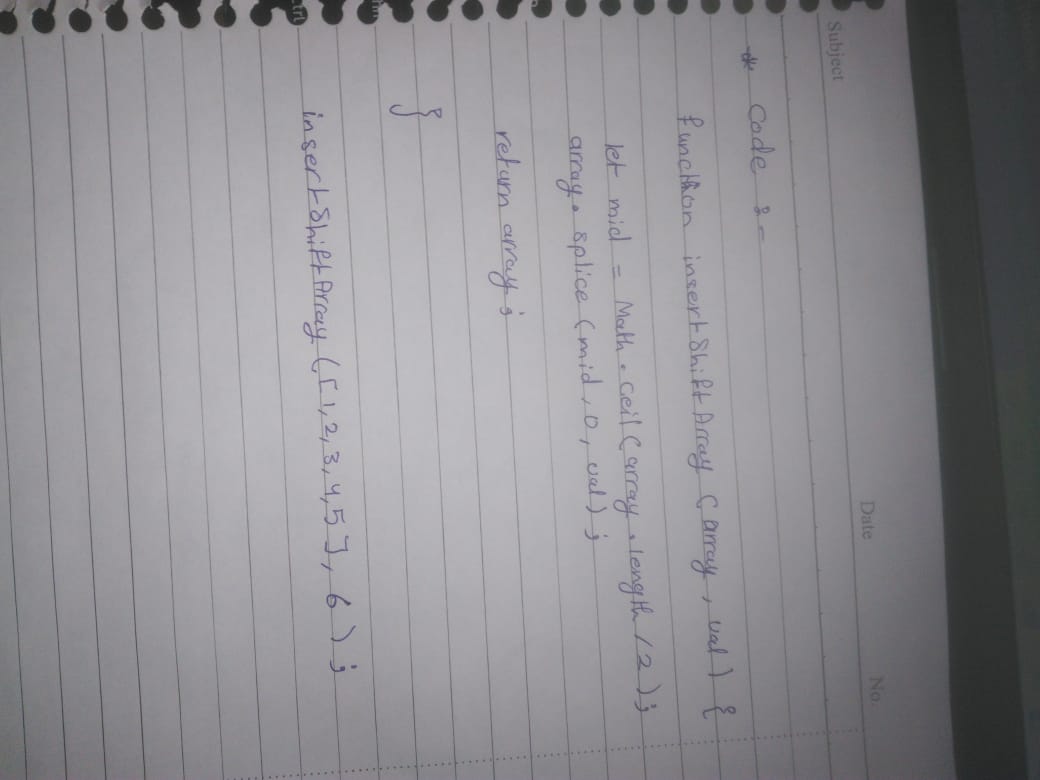 Subject
Date
No.
* Code :-
function insertShiftArray (array, val) {
let mid = Math.ceil(array.length/2);
array.splice(mid, 0, val);
return array;
}
insertShiftArray([1,2,3,4,5], 6);